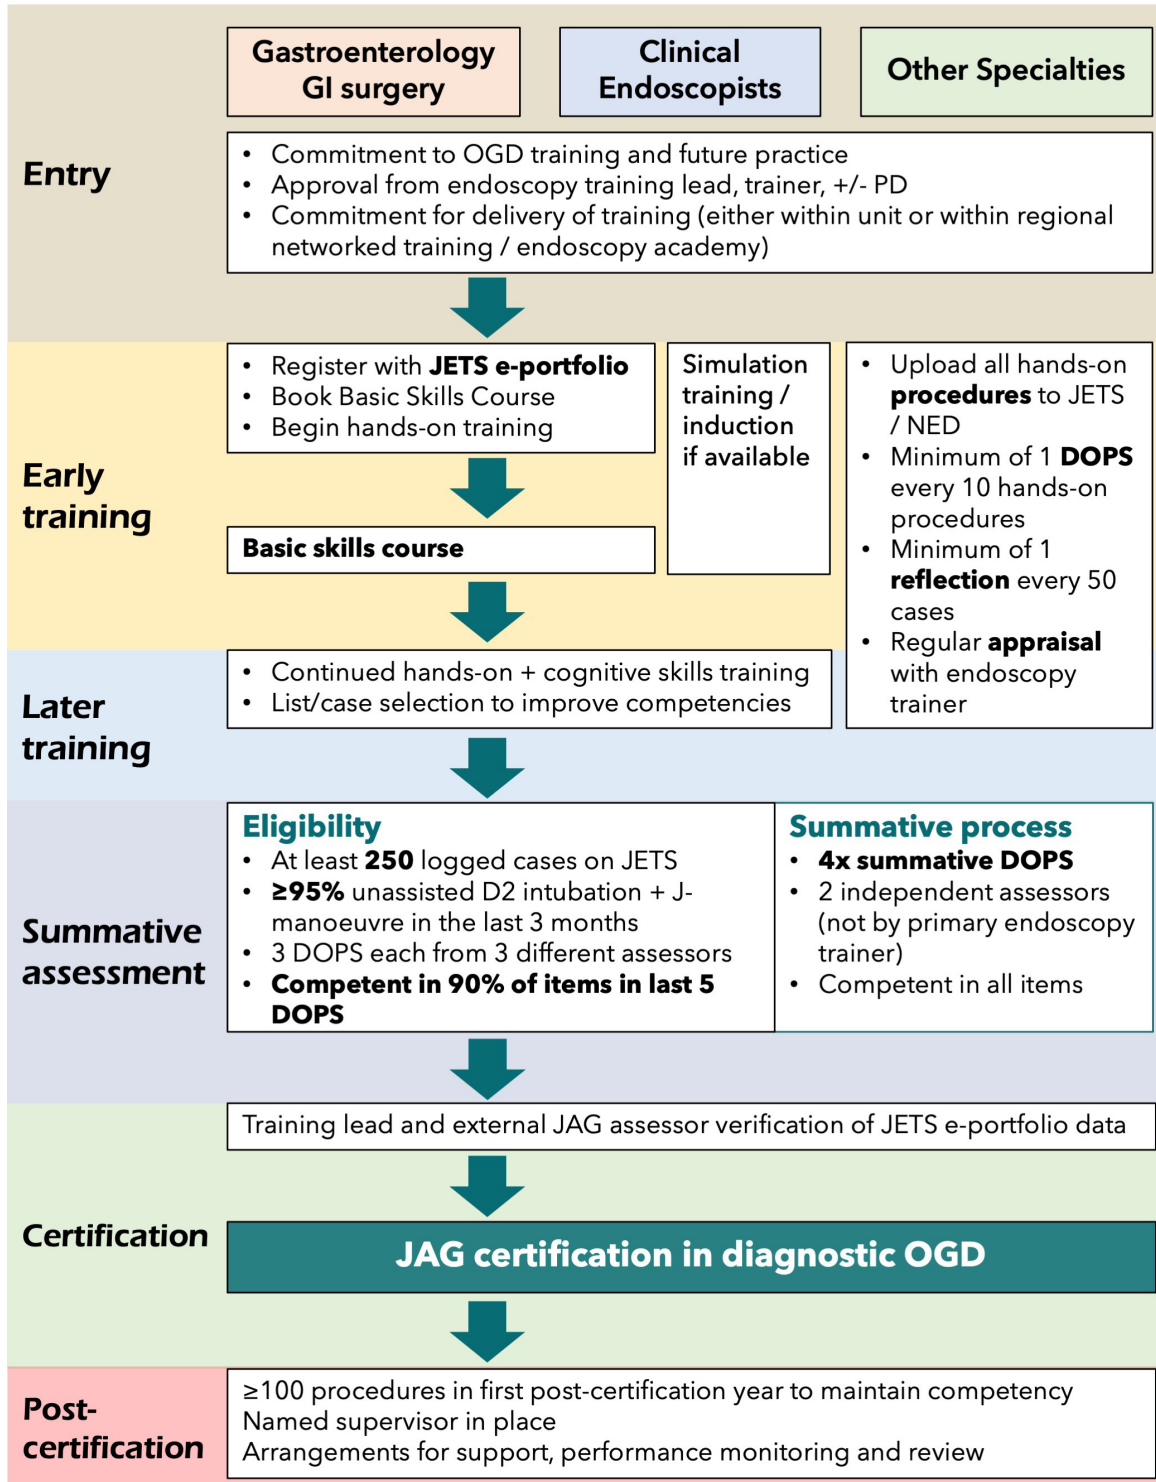 Gastroenterology
GI surgery
Clinical
Endoscopists
Other Specialties
Entry
• Commitment to OGD training and future practice
• Approval from endoscopy training lead, trainer, +/- PD
• Commitment for delivery of training (either within unit or within regional
networked training / endoscopy academy)
Early
training
• Register with JETS e-portfolio
• Book Basic Skills Course
• Begin hands-on training
Basic skills course
Simulation
training /
induction
if available
• Upload all hands-on
procedures to JETS
/ NED
• Minimum of 1 DOPS
every 10 hands-on
procedures
• Minimum of 1
reflection every 50
cases
• Regular appraisal
with endoscopy
trainer
Later
training
• Continued hands-on + cognitive skills training
• List/case selection to improve competencies
Summative
assessment
Eligibility
• At least 250 logged cases on JETS
• ≥95% unassisted D2 intubation + J-
manoeuvre in the last 3 months
• 3 DOPS each from 3 different assessors
• Competent in 90% of items in last 5
DOPS
Summative process
• 4x summative DOPS
• 2 independent assessors
(not by primary endoscopy
trainer)
• Competent in all items
Certification
Training lead and external JAG assessor verification of JETS e-portfolio data
JAG certification in diagnostic OGD
Post-
certification
≥100 procedures in first post-certification year to maintain competency
Named supervisor in place
Arrangements for support, performance monitoring and review